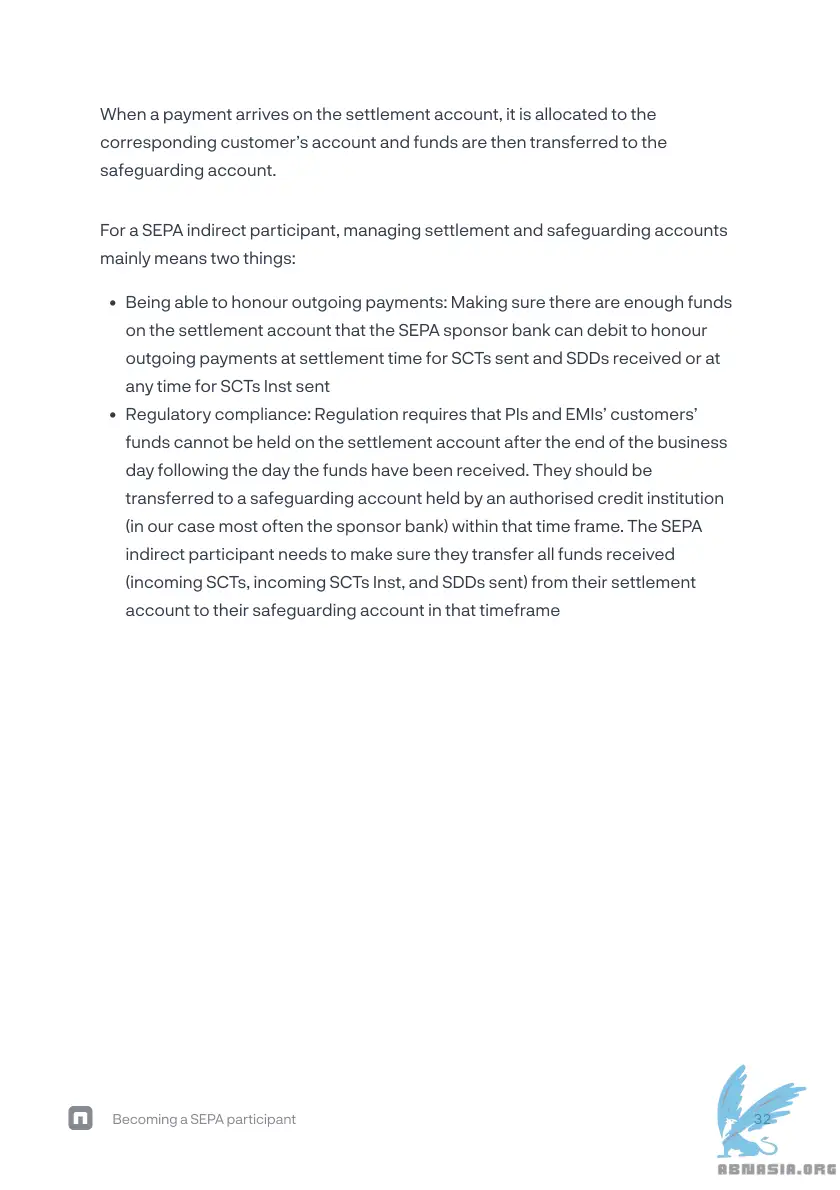 When a payment arrives on the settlement account, it is allocated to the
corresponding customer’s account and funds are then transferred to the
safeguarding account.
For a SEPA indirect participant, managing settlement and safeguarding accounts
mainly means two things:
• Being able to honour outgoing payments: Making sure there are enough funds
on the settlement account that the SEPA sponsor bank can debit to honour
outgoing payments at settlement time for SCTs sent and SDDs received or at
any time for SCTs Inst sent
• Regulatory compliance: Regulation requires that PIs and EMIs’ customers’
funds cannot be held on the settlement account after the end of the business
day following the day the funds have been received. They should be
transferred to a safeguarding account held by an authorised credit institution
(in our case most often the sponsor bank) within that time frame. The SEPA
indirect participant needs to make sure they transfer all funds received
(incoming SCTs, incoming SCTs Inst, and SDDs sent) from their settlement
account to their safeguarding account in that timeframe
Becoming a SEPA participant
32
ABNASIA.ORG